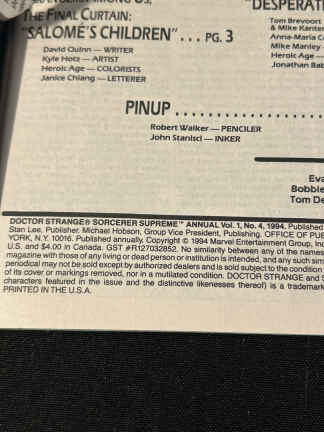 THE FINAL CURTAIN:
"SALOMÉ'S CHILDREN" . . . PG. 3
David Quinn — WRITER
Kyle Hotz — ARTIST
Heroic Age — COLORISTS
Janice Chiang — LETTERER
"DESPERATE
Tom Brevoort
& Mike Kanter
Anna-Maria C
Mike Manley
Heroic Age —
Jonathan Bab
PINUP . . . . . . . . . . . . . . . . . .
Robert Walker — PENCILER
John Stanisci — INKER
Eva
Bobbie
Tom De
DOCTOR STRANGE® SORCERER SUPREME™ ANNUAL Vol. 1, No. 4, 1994. Published
Stan Lee, Publisher. Michael Hobson, Group Vice President, Publishing. OFFICE OF PUB
YORK, N.Y. 10016. Published annually. Copyright © 1994 Marvel Entertainment Group, Inc
U.S. and $4.00 in Canada. GST #R127032852. No similarity between any of the names
magazine with those of any living or dead person or institution is intended, and any such sim
periodical may not be sold except by authorized dealers and is sold subject to the condition
of its cover or markings removed, nor in a mutilated condition. DOCTOR STRANGE and
characters featured in the issue and the distinctive likenesses thereof) is a trademark
PRINTED IN THE U.S.A.